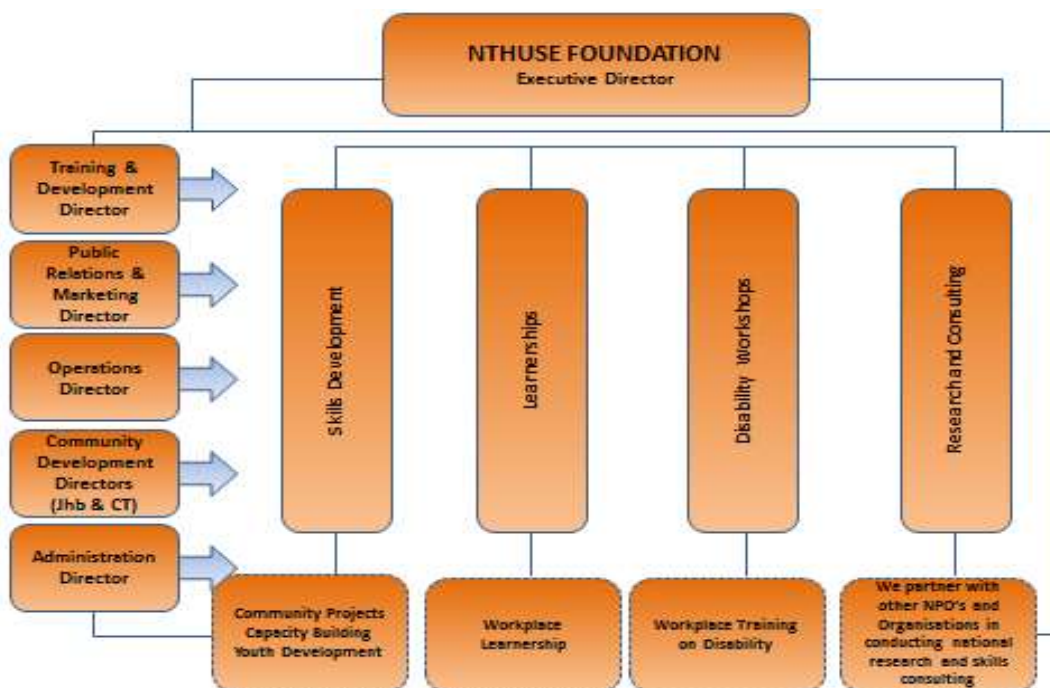 NTHUSE FOUNDATION
Executive Director
Training &
Development
Director
Public
Relations &
Marketing
Director
Operations
Director
Community
Development
Directors
(Jhb & CT)
Administration
Director
Skills Development
Learnerships
Disability Workshops
Research and Consulting
Community Projects
Capacity Building
Youth Development
Workplace
Learnership
Workplace Training
on Disability
We partner with
other NPO's and
Organisations in
conducting national
research and skills
consulting